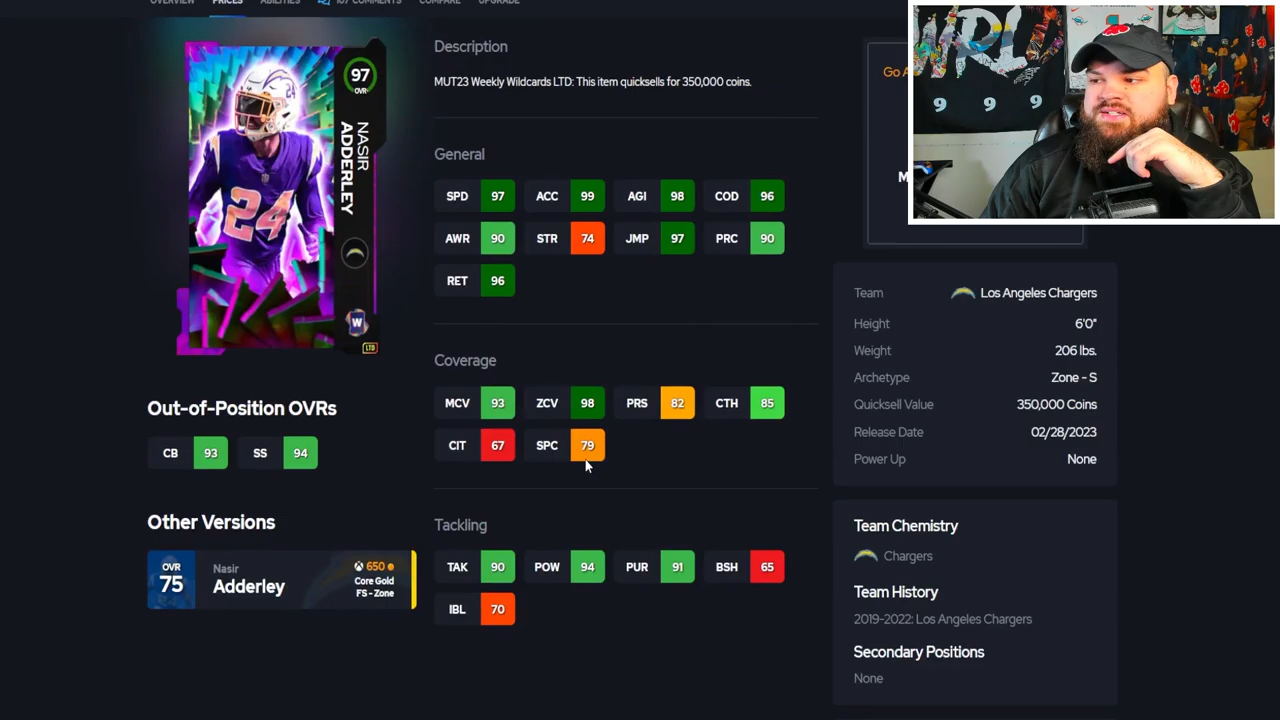 OVERVIEW PRICES ABILITIES 107 COMMENTS COMPARE UPGRADE
97
OVR
NASIR
ADDERLEY
24
W
LTD
Description
MUT23 Weekly Wildcards LTD: This item quicksells for 350,000 coins.
General
SPD 97 ACC 99 AGI 98 COD 96
AWR 90 STR 74 JMP 97 PRC 90
RET 96
Coverage
MCV 93 ZCV 98 PRS 82 CTH 85
CIT 67 SPC 79
Tackling
TAK 90 POW 94 PUR 91 BSH 65
IBL 70
Out-of-Position OVRs
CB 93 SS 94
Other Versions
OVR
75
Nasir
Adderley
650
Core Gold
FS - Zone
Go A
M
9 9 9
Team Los Angeles Chargers
Height 6'0"
Weight 206 lbs.
Archetype Zone - S
Quicksell Value 350,000 Coins
Release Date 02/28/2023
Power Up None
Team Chemistry
Chargers
Team History
2019-2022: Los Angeles Chargers
Secondary Positions
None